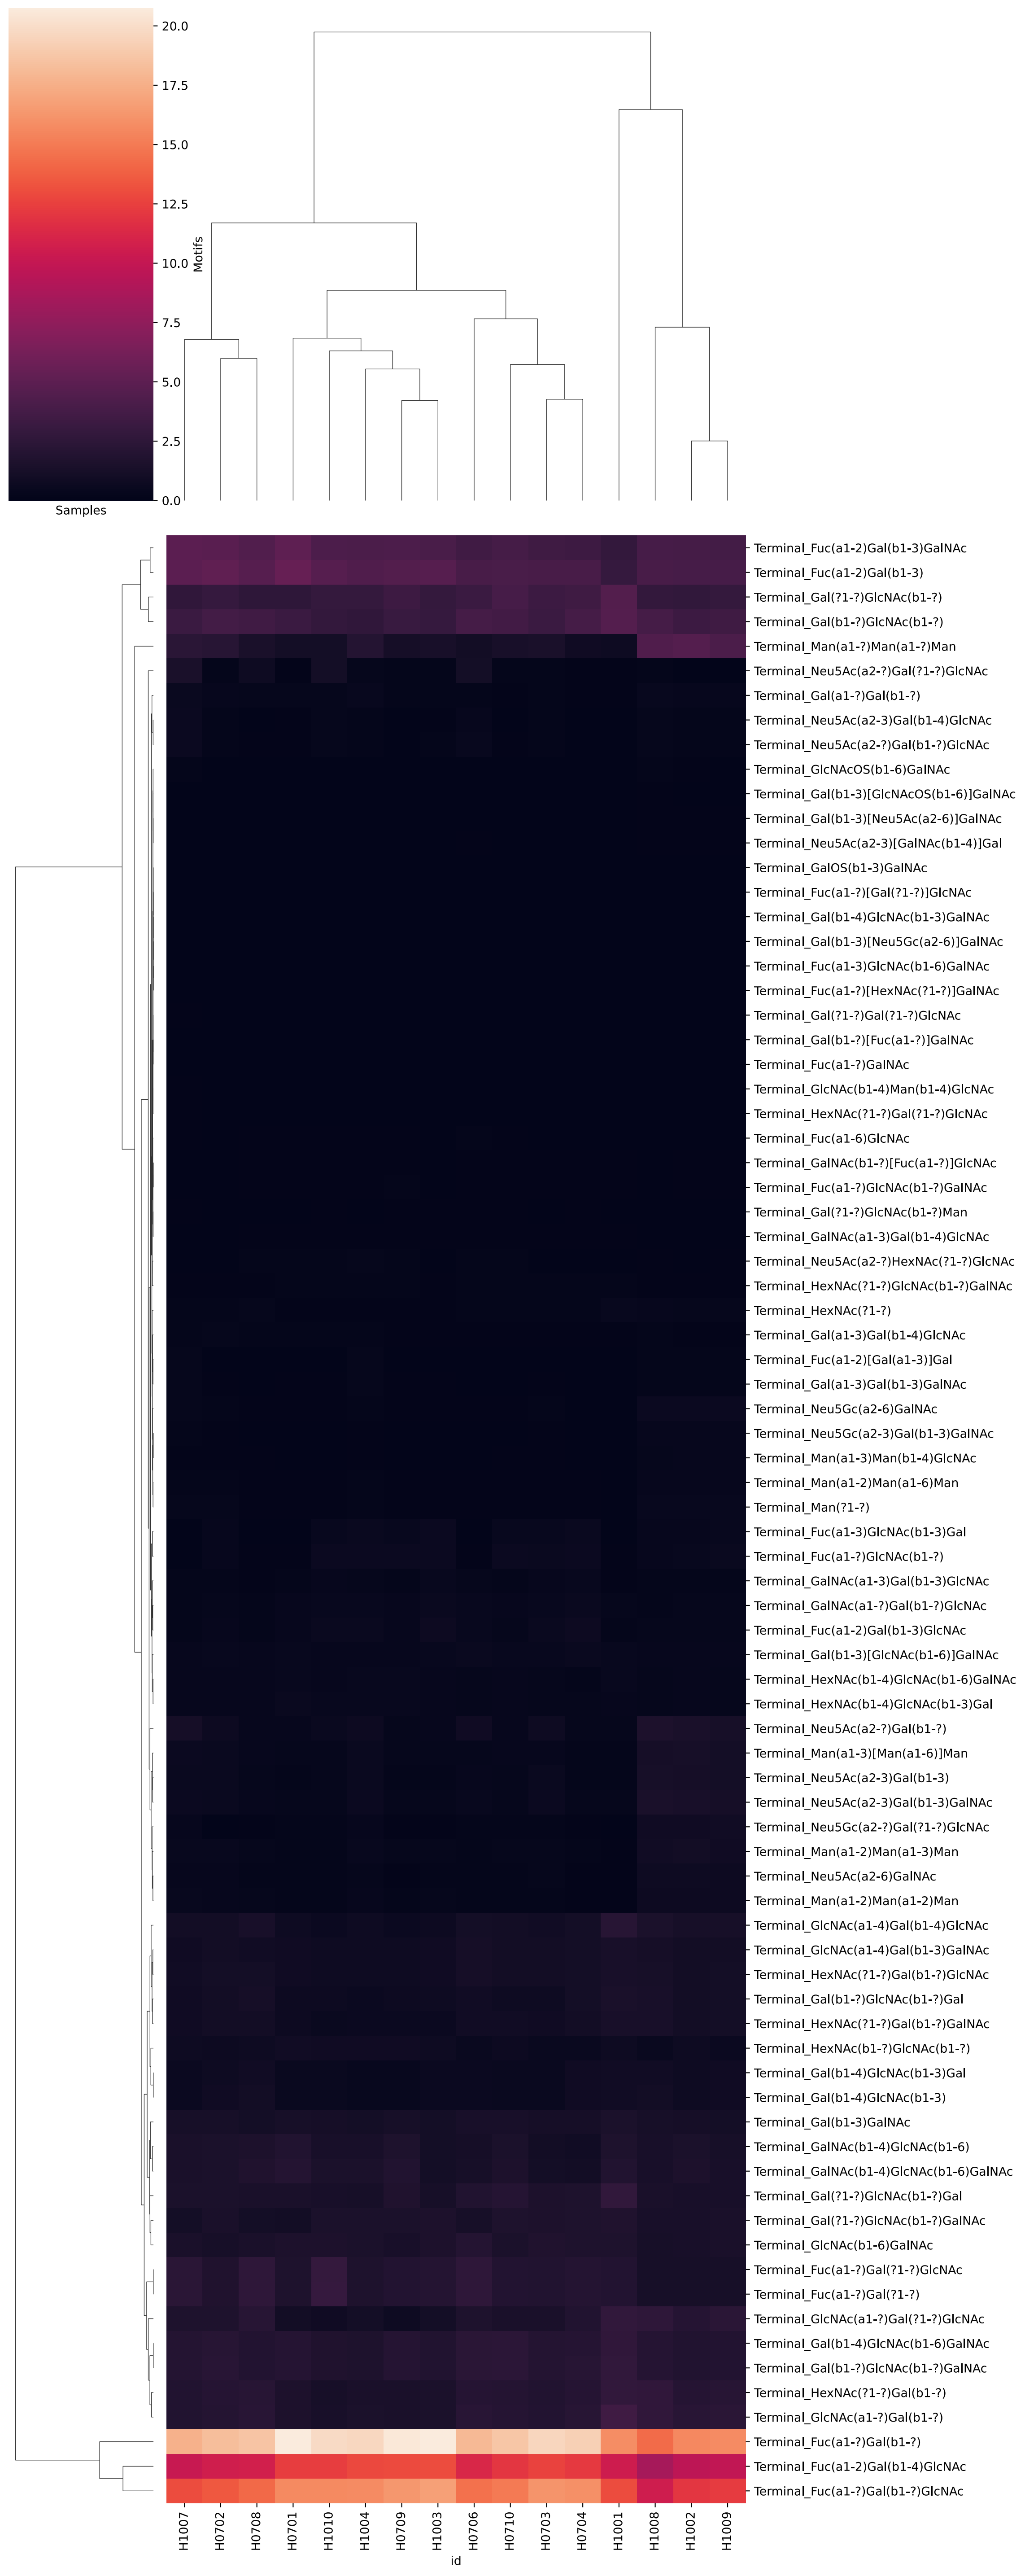 20.0
17.5
15.0
12.5
10.0
7.5
5.0
2.5
0.0
Samples
Motifs
Terminal_Fuc(a1-2)Gal(b1-3)GalNAc
Terminal_Fuc(a1-2)Gal(b1-3)
Terminal_Gal(?1-?)GlcNAc(b1-?)
Terminal_Gal(b1-?)GlcNAc(b1-?)
Terminal_Man(a1-?)Man(a1-?)Man
Terminal_Neu5Ac(a2-?)Gal(?1-?)GlcNAc
Terminal_Gal(a1-?)Gal(b1-?)
Terminal_Neu5Ac(a2-3)Gal(b1-4)GlcNAc
Terminal_Neu5Ac(a2-?)Gal(b1-?)GlcNAc
Terminal_GlcNAcOS(b1-6)GalNAc
Terminal_Gal(b1-3)[GlcNAcOS(b1-6)]GalNAc
Terminal_Gal(b1-3)[Neu5Ac(a2-6)]GalNAc
Terminal_Neu5Ac(a2-3)[GalNAc(b1-4)]Gal
Terminal_GalOS(b1-3)GalNAc
Terminal_Fuc(a1-?)[Gal(?1-?)]GlcNAc
Terminal_Gal(b1-4)GlcNAc(b1-3)GalNAc
Terminal_Gal(b1-3)[Neu5Gc(a2-6)]GalNAc
Terminal_Fuc(a1-3)GlcNAc(b1-6)GalNAc
Terminal_Fuc(a1-?)[HexNAc(?1-?)]GalNAc
Terminal_Gal(?1-?)Gal(?1-?)GlcNAc
Terminal_Gal(b1-?)[Fuc(a1-?)]GalNAc
Terminal_Fuc(a1-?)GalNAc
Terminal_GlcNAc(b1-4)Man(b1-4)GlcNAc
Terminal_HexNAc(?1-?)Gal(?1-?)GlcNAc
Terminal_Fuc(a1-6)GlcNAc
Terminal_GalNAc(b1-?)[Fuc(a1-?)]GlcNAc
Terminal_Fuc(a1-?)GlcNAc(b1-?)GalNAc
Terminal_Gal(?1-?)GlcNAc(b1-?)Man
Terminal_GalNAc(a1-3)Gal(b1-4)GlcNAc
Terminal_Neu5Ac(a2-?)HexNAc(?1-?)GlcNAc
Terminal_HexNAc(?1-?)GlcNAc(b1-?)GalNAc
Terminal_HexNAc(?1-?)
Terminal_Gal(a1-3)Gal(b1-4)GlcNAc
Terminal_Fuc(a1-2)[Gal(a1-3)]Gal
Terminal_Gal(a1-3)Gal(b1-3)GalNAc
Terminal_Neu5Gc(a2-6)GalNAc
Terminal_Neu5Gc(a2-3)Gal(b1-3)GalNAc
Terminal_Man(a1-3)Man(b1-4)GlcNAc
Terminal_Man(a1-2)Man(a1-6)Man
Terminal_Man(?1-?)
Terminal_Fuc(a1-3)GlcNAc(b1-3)Gal
Terminal_Fuc(a1-?)GlcNAc(b1-?)
Terminal_GalNAc(a1-3)Gal(b1-3)GlcNAc
Terminal_GalNAc(a1-?)Gal(b1-?)GlcNAc
Terminal_Fuc(a1-2)Gal(b1-3)GlcNAc
Terminal_Gal(b1-3)[GlcNAc(b1-6)]GalNAc
Terminal_HexNAc(b1-4)GlcNAc(b1-6)GalNAc
Terminal_HexNAc(b1-4)GlcNAc(b1-3)Gal
Terminal_Neu5Ac(a2-?)Gal(b1-?)
Terminal_Man(a1-3)[Man(a1-6)]Man
Terminal_Neu5Ac(a2-3)Gal(b1-3)
Terminal_Neu5Ac(a2-3)Gal(b1-3)GalNAc
Terminal_Neu5Gc(a2-?)Gal(?1-?)GlcNAc
Terminal_Man(a1-2)Man(a1-3)Man
Terminal_Neu5Ac(a2-6)GalNAc
Terminal_Man(a1-2)Man(a1-2)Man
Terminal_GlcNAc(a1-4)Gal(b1-4)GlcNAc
Terminal_GlcNAc(a1-4)Gal(b1-3)GalNAc
Terminal_HexNAc(?1-?)Gal(b1-?)GlcNAc
Terminal_Gal(b1-?)GlcNAc(b1-?)Gal
Terminal_HexNAc(?1-?)Gal(b1-?)GalNAc
Terminal_HexNAc(b1-?)GlcNAc(b1-?)
Terminal_Gal(b1-4)GlcNAc(b1-3)Gal
Terminal_Gal(b1-4)GlcNAc(b1-3)
Terminal_Gal(b1-3)GalNAc
Terminal_GalNAc(b1-4)GlcNAc(b1-6)
Terminal_GalNAc(b1-4)GlcNAc(b1-6)GalNAc
Terminal_Gal(?1-?)GlcNAc(b1-?)Gal
Terminal_Gal(?1-?)GlcNAc(b1-?)GalNAc
Terminal_GlcNAc(b1-6)GalNAc
Terminal_Fuc(a1-?)Gal(?1-?)GlcNAc
Terminal_Fuc(a1-?)Gal(?1-?)
Terminal_GlcNAc(a1-?)Gal(?1-?)GlcNAc
Terminal_Gal(b1-4)GlcNAc(b1-6)GalNAc
Terminal_Gal(b1-?)GlcNAc(b1-?)GalNAc
Terminal_HexNAc(?1-?)Gal(b1-?)
Terminal_GlcNAc(a1-?)Gal(b1-?)
Terminal_Fuc(a1-?)Gal(b1-?)
Terminal_Fuc(a1-2)Gal(b1-4)GlcNAc
Terminal_Fuc(a1-?)Gal(b1-?)GlcNAc
H1007
H0702
H0708
H0701
H1010
H1004
H0709
H1003
H0706
H0710
H0703
H0704
H1001
H1008
H1002
H1009
id